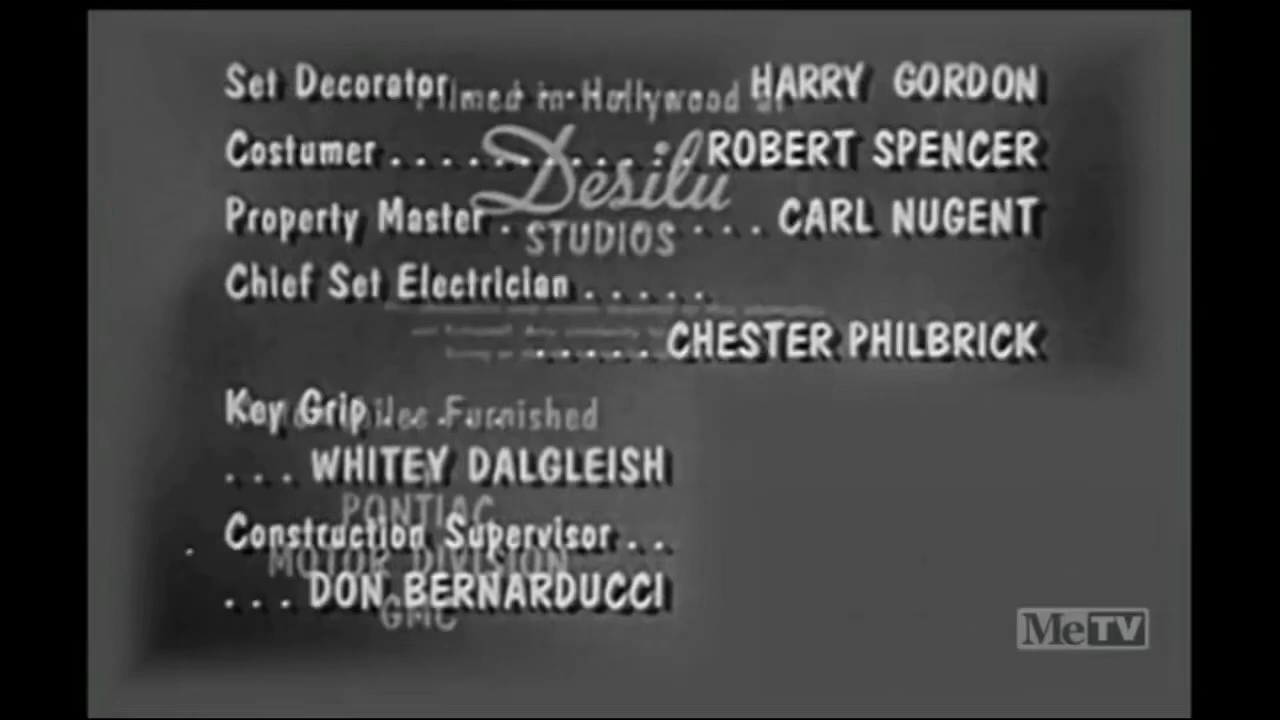 Set Decorator HARRY GORDON
Filmed in Hollywood at
Costumer . . . . . . . . . . . . ROBERT SPENCER
Desilu
Property Master . . . . . CARL NUGENT
STUDIOS
Chief Set Electrician . . . . . .
. . . . . . CHESTER PHILBRICK
Key Grip
Furnished
. . . WHITEY DALGLEISH
PONTIAC
Construction Supervisor . .
MOTOR DIVISION
. . . DON BERNARDUCCI
GMC
MeTV